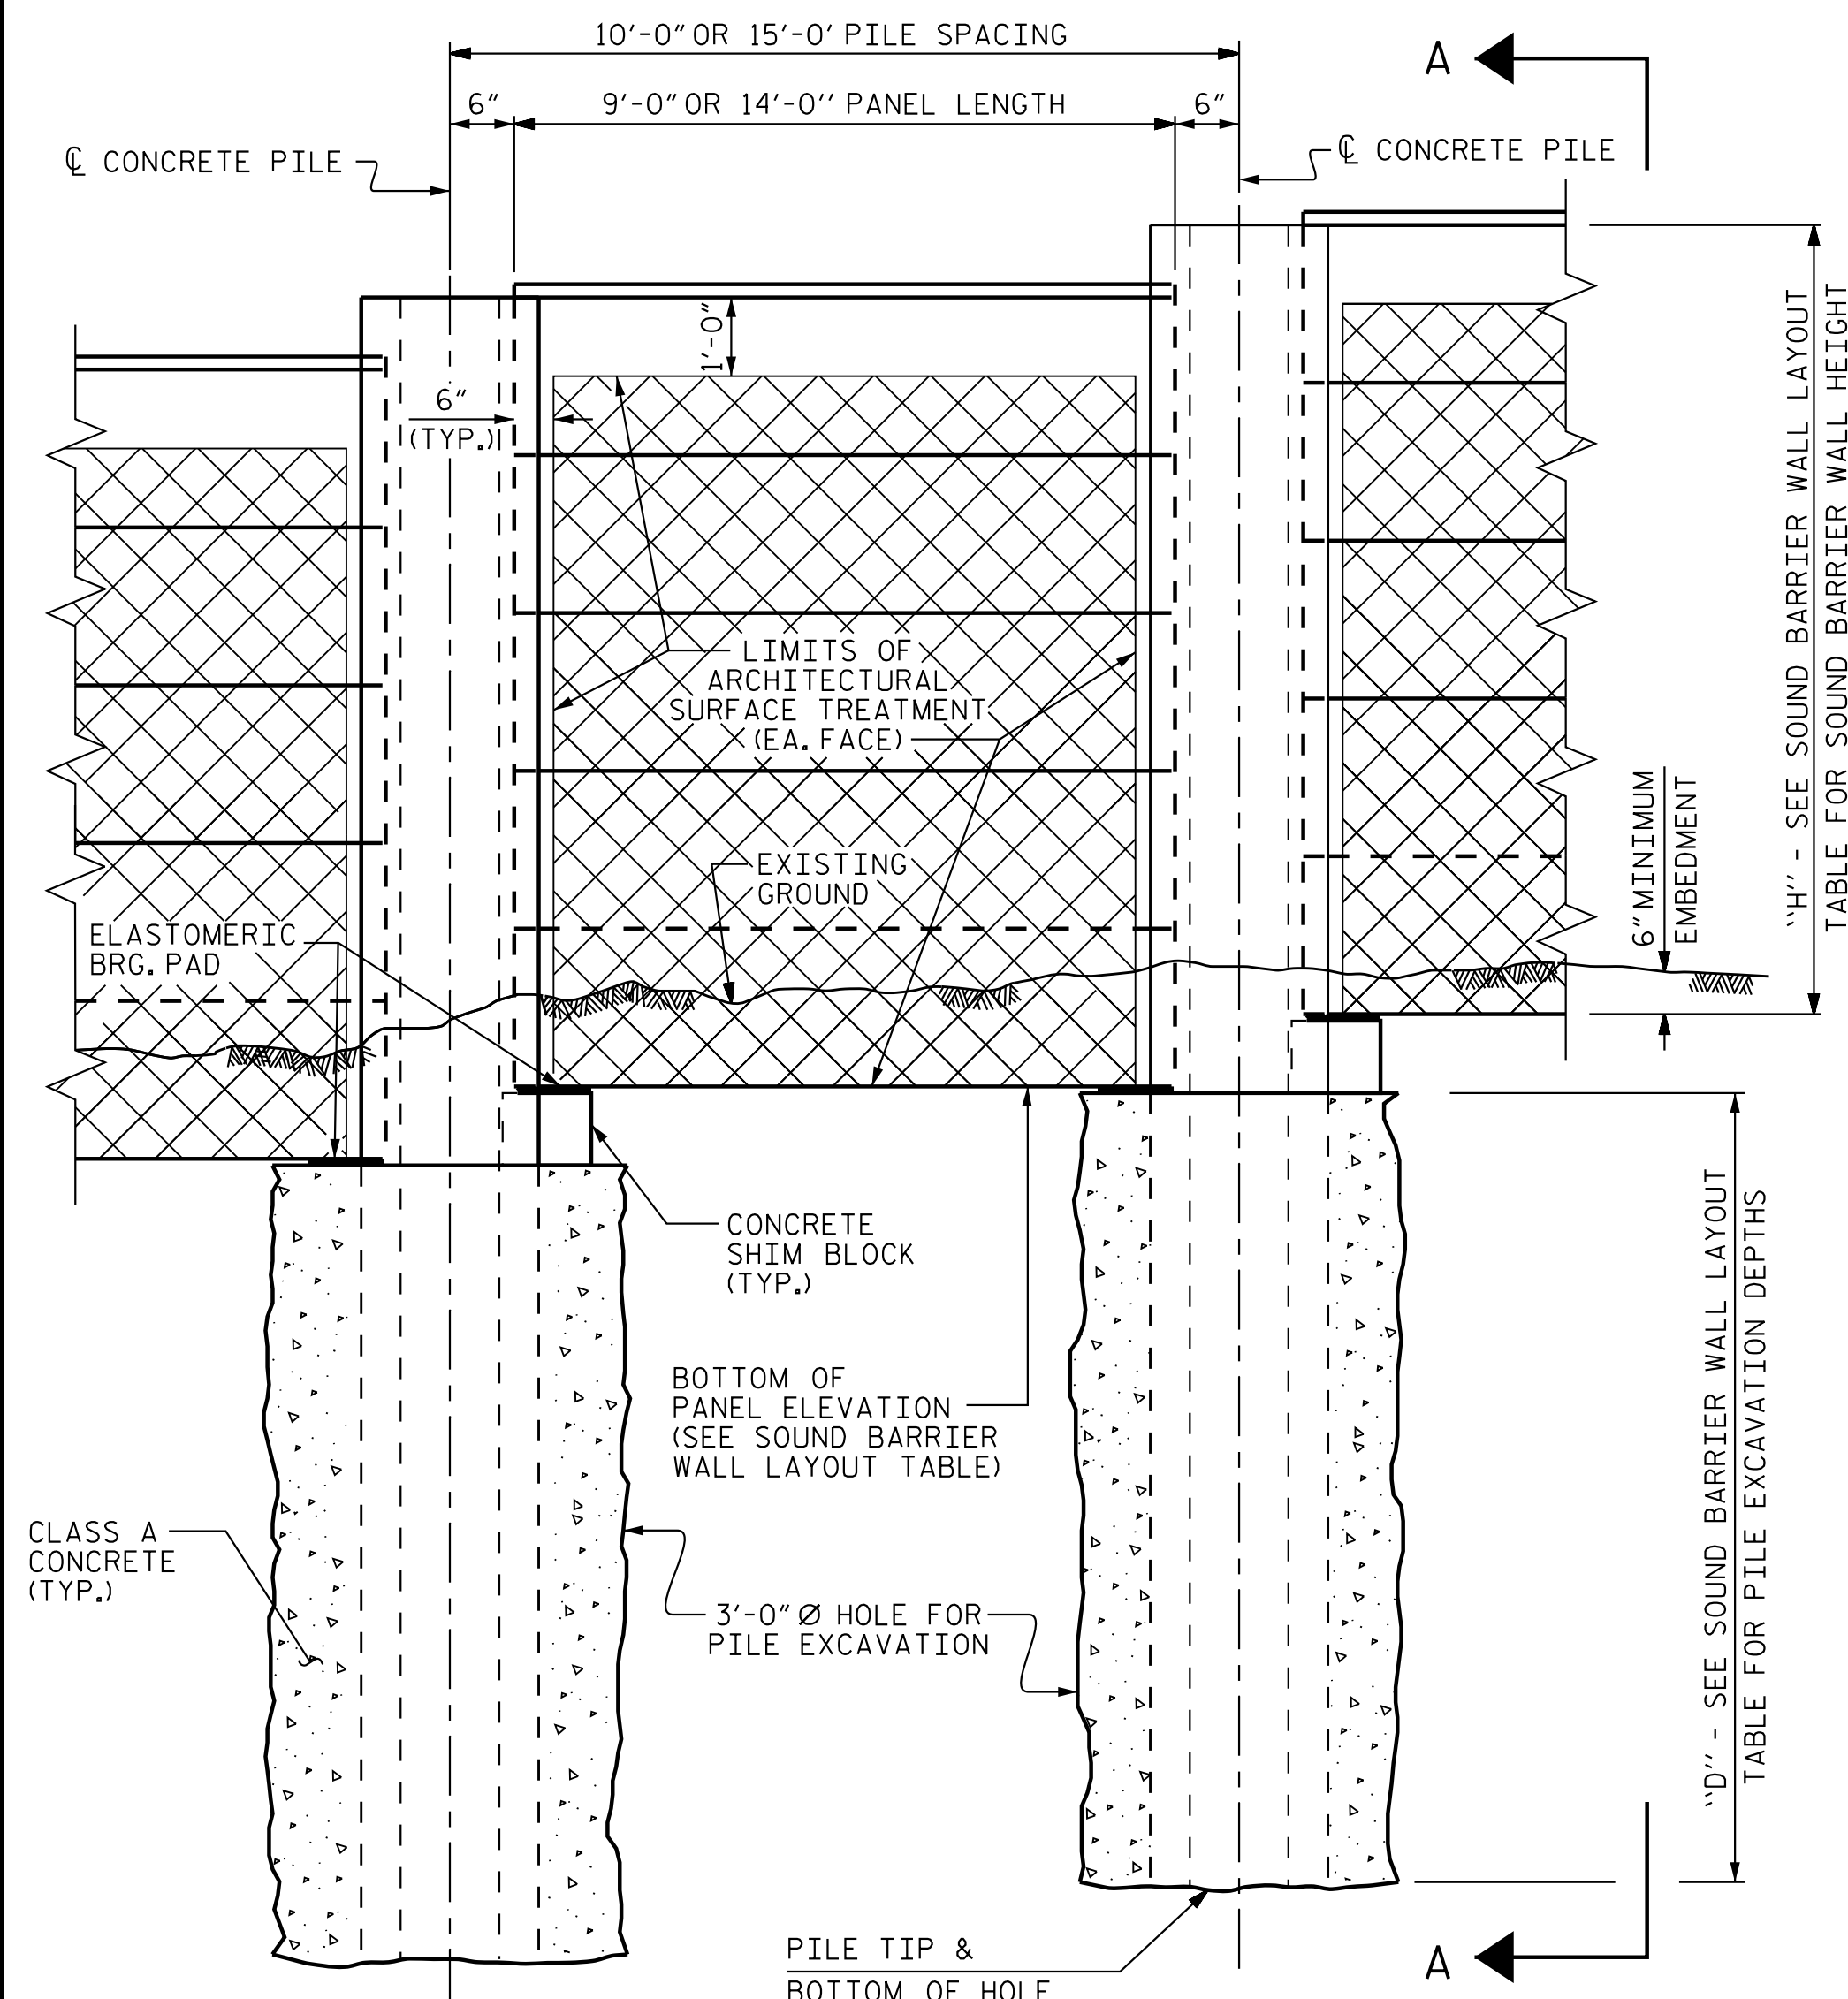 10'-0" OR 15'-0' PILE SPACING
6"
9'-0" OR 14'-0'' PANEL LENGTH
6"
A
℄ CONCRETE PILE
℄ CONCRETE PILE
1'-0"
6"
(TYP.)
LIMITS OF
ARCHITECTURAL
SURFACE TREATMENT
(EA. FACE)
EXISTING
GROUND
ELASTOMERIC
BRG. PAD
6" MINIMUM
EMBEDMENT
"H" - SEE SOUND BARRIER WALL LAYOUT
TABLE FOR SOUND BARRIER WALL HEIGHT
CONCRETE
SHIM BLOCK
(TYP.)
BOTTOM OF
PANEL ELEVATION
(SEE SOUND BARRIER
WALL LAYOUT TABLE)
CLASS A
CONCRETE
(TYP.)
3'-0" Ø HOLE FOR
PILE EXCAVATION
"D" - SEE SOUND BARRIER WALL LAYOUT
TABLE FOR PILE EXCAVATION DEPTHS
PILE TIP &
BOTTOM OF HOLE
A